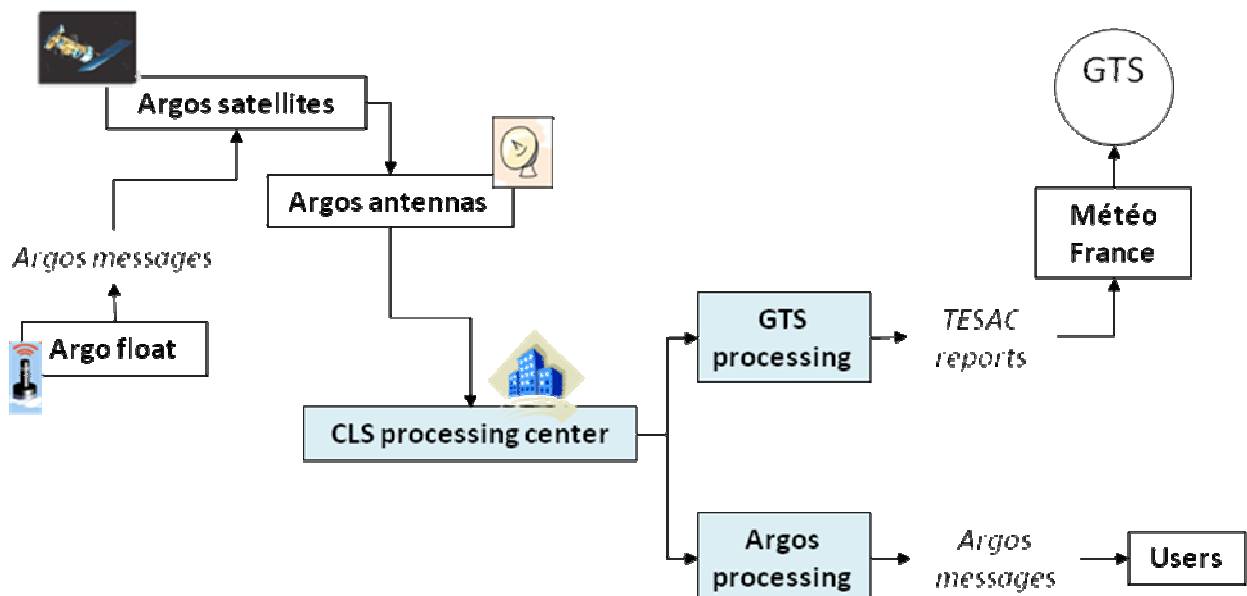 Argos satellites
GTS
Argos antennas
Météo
France
Argos messages
Argo float
GTS
processing
TESAC
reports
CLS processing center
Argos
processing
Argos
messages
Users